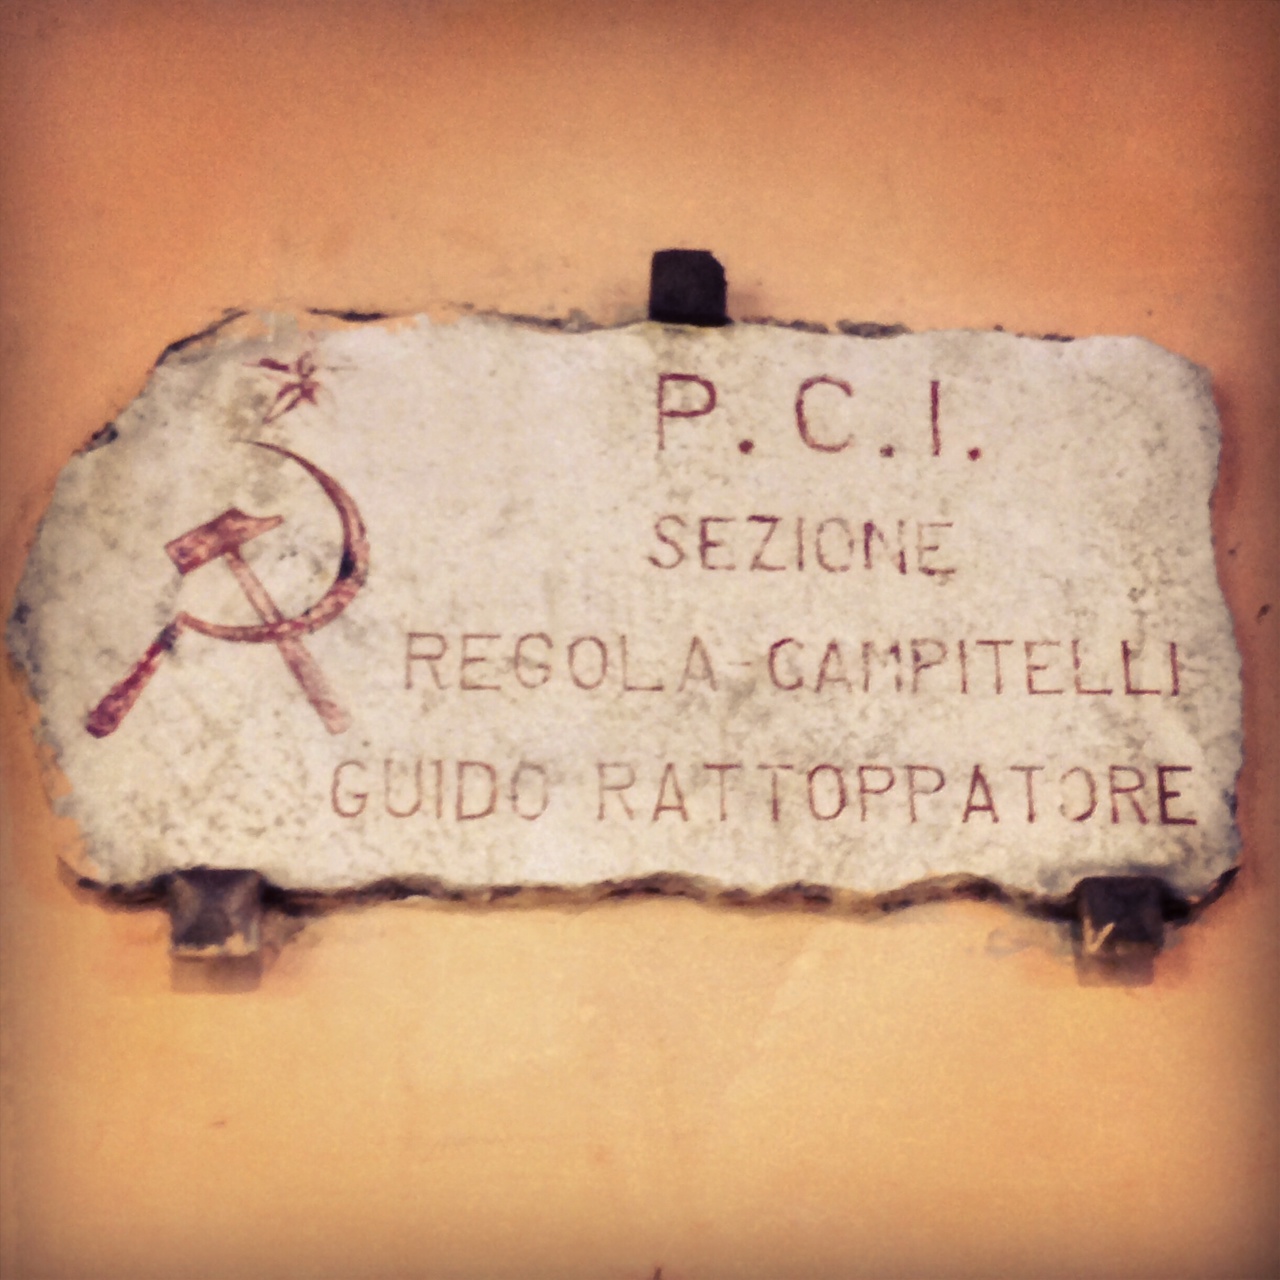 P.C.I.
SEZIONE
REGOLA-CAMPITELLI
GUIDO RATTOPPATORE